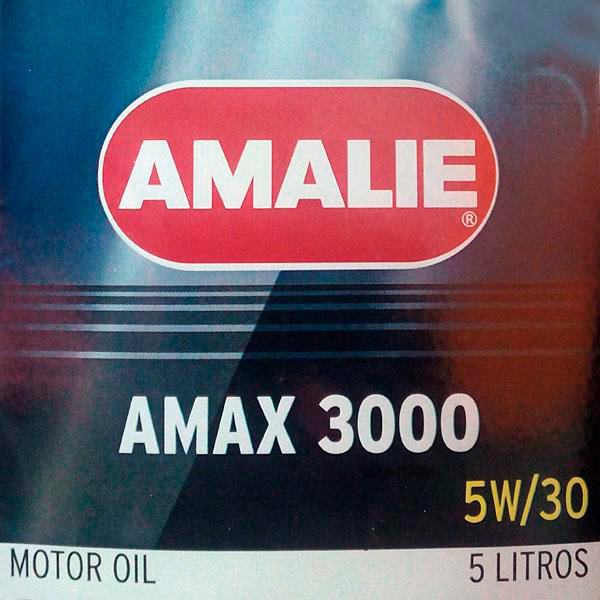 AMALIE®
AMAX 3000
5W/30
MOTOR OIL
5 LITROS